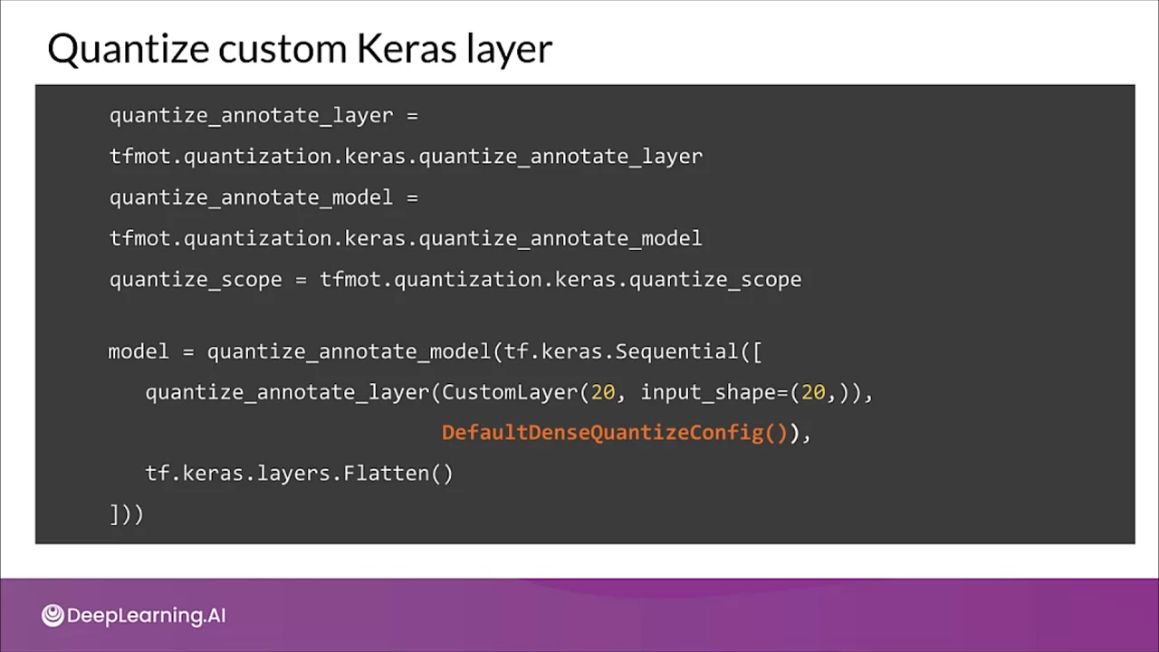 Quantize custom Keras layer
quantize_annotate_layer =
tfmot.quantization.keras.quantize_annotate_layer
quantize_annotate_model =
tfmot.quantization.keras.quantize_annotate_model
quantize_scope = tfmot.quantization.keras.quantize_scope
model = quantize_annotate_model(tf.keras.Sequential([
quantize_annotate_layer(CustomLayer(20, input_shape=(20,)),
DefaultDenseQuantizeConfig()),
tf.keras.layers.Flatten()
]))
DeepLearning.AI